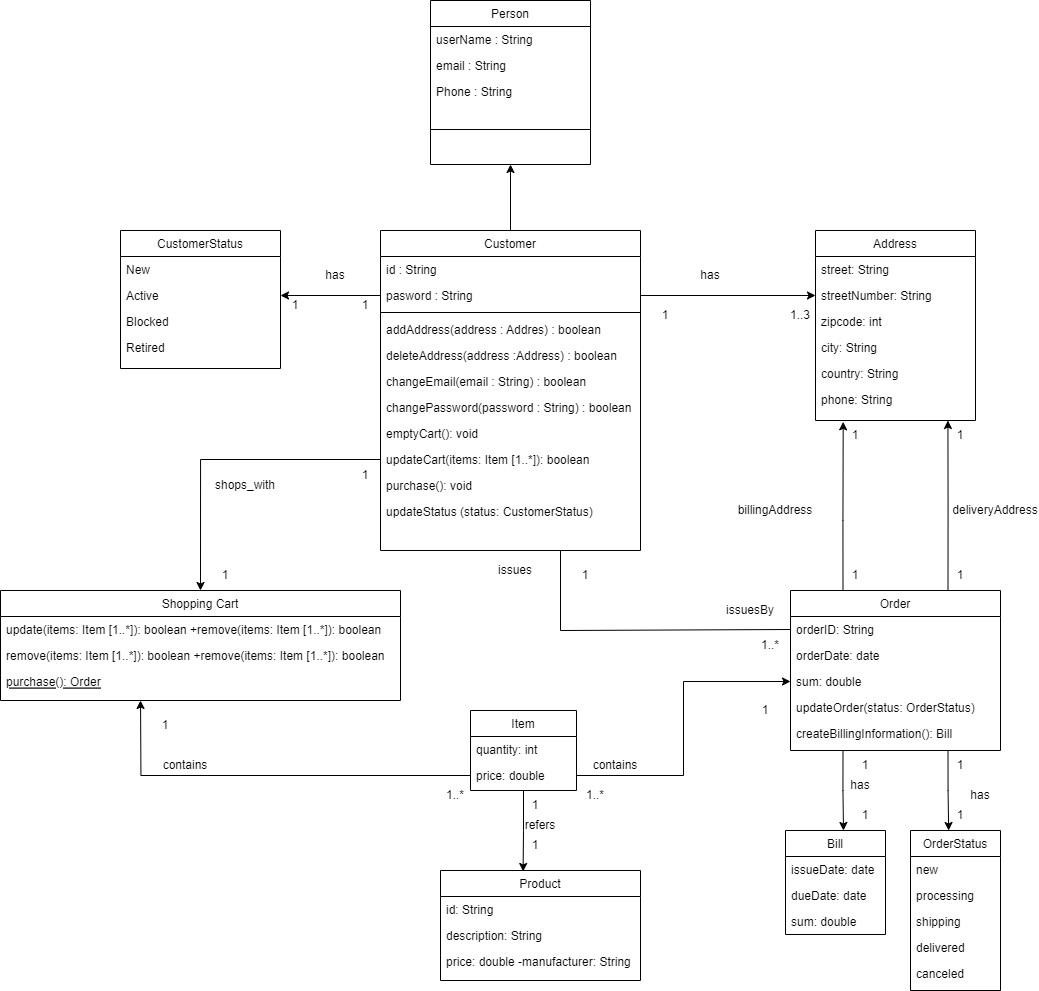 Person
userName : String
email : String
Phone : String
CustomerStatus
New
Active
Blocked
Retired
has
1
1
Customer
id : String
pasword : String
addAddress(address : Addres) : boolean
deleteAddress(address :Address) : boolean
changeEmail(email : String) : boolean
changePassword(password : String) : boolean
emptyCart(): void
updateCart(items: Item [1..*]): boolean
purchase(): void
updateStatus (status: CustomerStatus)
has
1
1..3
Address
street: String
streetNumber: String
zipcode: int
city: String
country: String
phone: String
1
1
billingAddress
deliveryAddress
1
1
shops_with
1
1
issues
1
issuesBy
1..*
Shopping Cart
update(items: Item [1..*]): boolean +remove(items: Item [1..*]): boolean
remove(items: Item [1..*]): boolean +remove(items: Item [1..*]): boolean
purchase(): Order
Order
orderID: String
orderDate: date
sum: double
updateOrder(status: OrderStatus)
createBillingInformation(): Bill
1
contains
1..*
Item
quantity: int
price: double
contains
1..*
1
1
refers
1
Product
id: String
description: String
price: double -manufacturer: String
1
has
1
1
has
1
Bill
issueDate: date
dueDate: date
sum: double
OrderStatus
new
processing
shipping
delivered
canceled